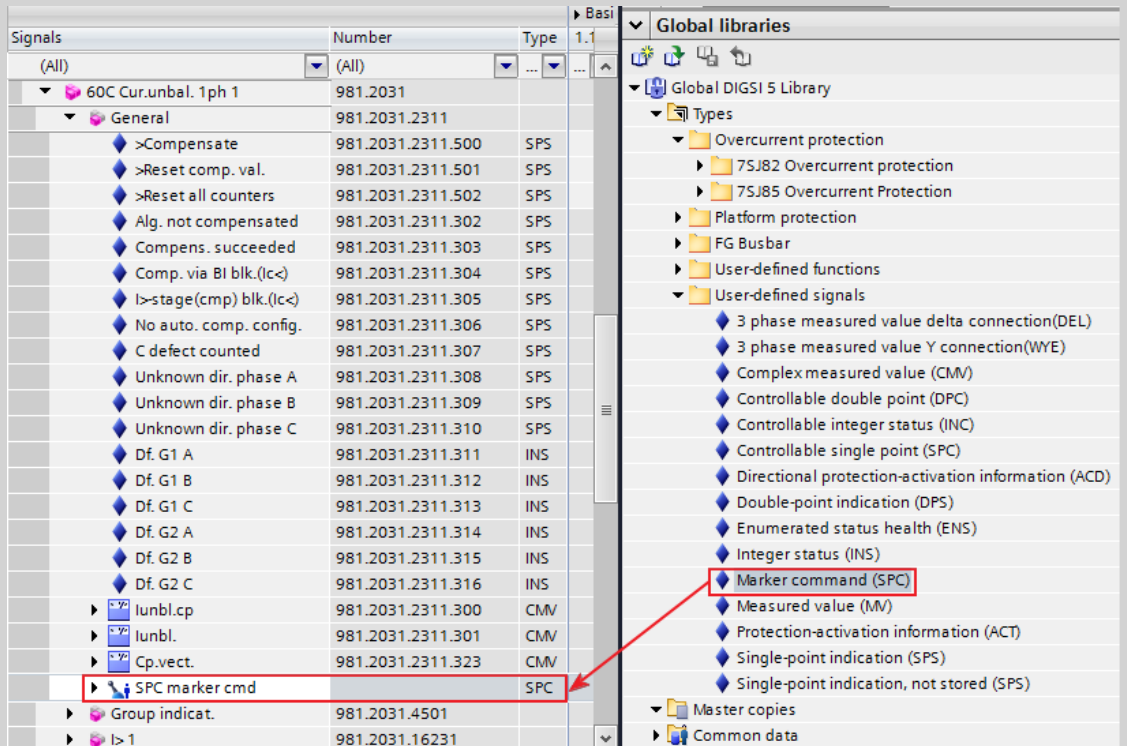 Basi
Signals Number Type 1.1
(All) (All) ... ...
60C Cur.unbal. 1ph 1 981.2031
General 981.2031.2311
>Compensate 981.2031.2311.500 SPS
>Reset comp. val. 981.2031.2311.501 SPS
>Reset all counters 981.2031.2311.502 SPS
Alg. not compensated 981.2031.2311.302 SPS
Compens. succeeded 981.2031.2311.303 SPS
Comp. via BI blk.(Ic<) 981.2031.2311.304 SPS
I>-stage(cmp) blk.(Ic<) 981.2031.2311.305 SPS
No auto. comp. config. 981.2031.2311.306 SPS
C defect counted 981.2031.2311.307 SPS
Unknown dir. phase A 981.2031.2311.308 SPS
Unknown dir. phase B 981.2031.2311.309 SPS
Unknown dir. phase C 981.2031.2311.310 SPS
Df. G1 A 981.2031.2311.311 INS
Df. G1 B 981.2031.2311.312 INS
Df. G1 C 981.2031.2311.313 INS
Df. G2 A 981.2031.2311.314 INS
Df. G2 B 981.2031.2311.315 INS
Df. G2 C 981.2031.2311.316 INS
Iunbl.cp 981.2031.2311.300 CMV
Iunbl. 981.2031.2311.301 CMV
Cp.vect. 981.2031.2311.323 CMV
SPC marker cmd SPC
Group indicat. 981.2031.4501
I> 1 981.2031.16231
Global libraries
Global DIGSI 5 Library
Types
Overcurrent protection
7SJ82 Overcurrent protection
7SJ85 Overcurrent Protection
Platform protection
FG Busbar
User-defined functions
User-defined signals
3 phase measured value delta connection(DEL)
3 phase measured value Y connection(WYE)
Complex measured value (CMV)
Controllable double point (DPC)
Controllable integer status (INC)
Controllable single point (SPC)
Directional protection-activation information (ACD)
Double-point indication (DPS)
Enumerated status health (ENS)
Integer status (INS)
Marker command (SPC)
Measured value (MV)
Protection-activation information (ACT)
Single-point indication (SPS)
Single-point indication, not stored (SPS)
Master copies
Common data